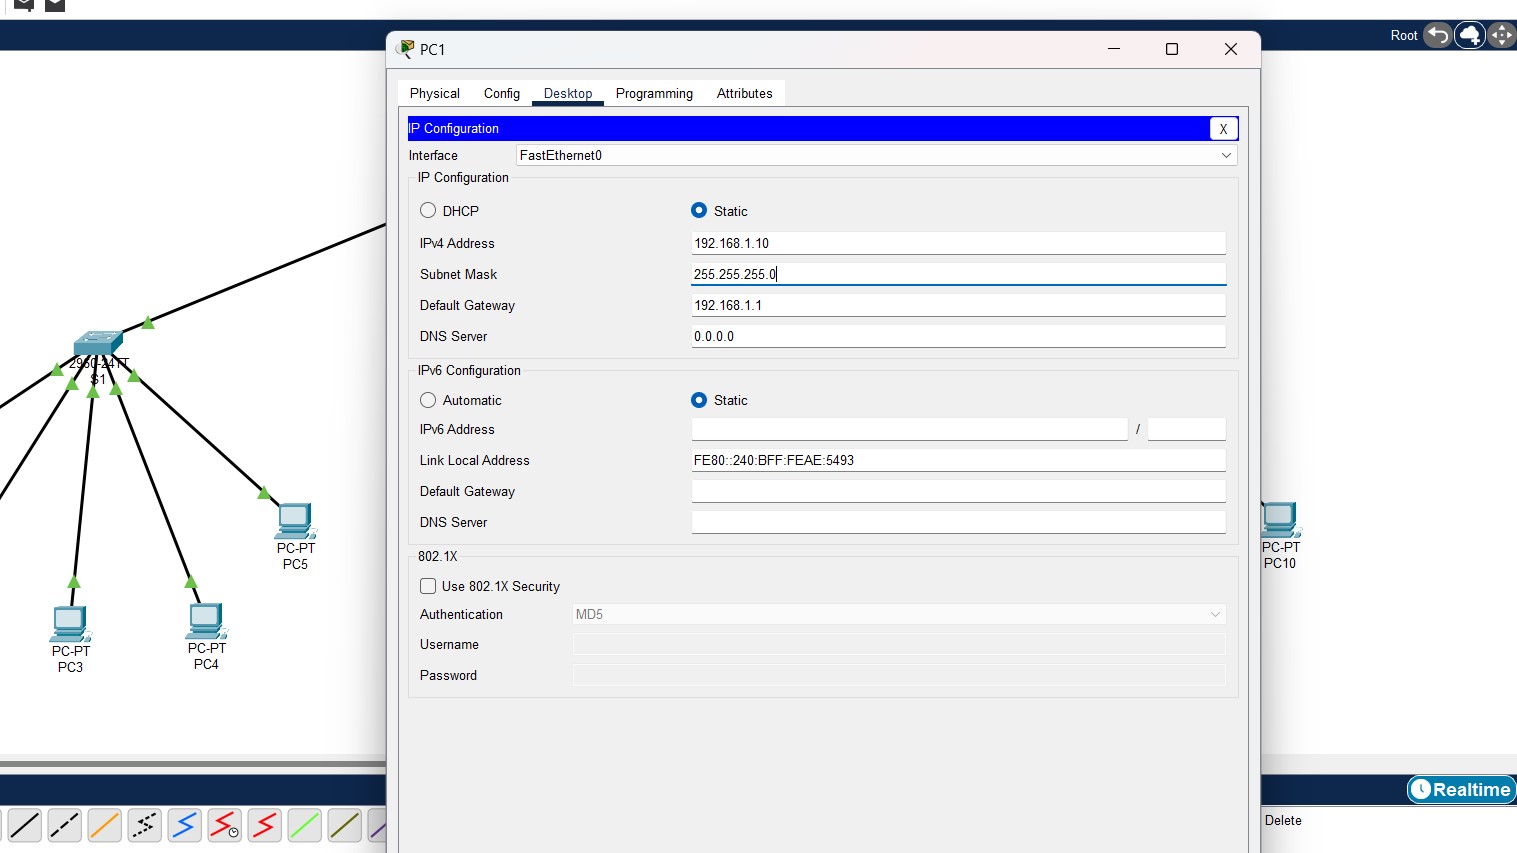 Root
PC1
Physical Config Desktop Programming Attributes
IP Configuration X
Interface FastEthernet0
IP Configuration
DHCP Static
IPv4 Address 192.168.1.10
Subnet Mask 255.255.255.0
Default Gateway 192.168.1.1
DNS Server 0.0.0.0
IPv6 Configuration
Automatic Static
IPv6 Address /
Link Local Address FE80::240:BFF:FEAE:5493
Default Gateway
DNS Server
802.1X
Use 802.1X Security
Authentication MD5
Username
Password
2960-24TT
S1
PC-PT
PC5
PC-PT
PC3
PC-PT
PC4
PC-PT
PC10
Realtime
Delete